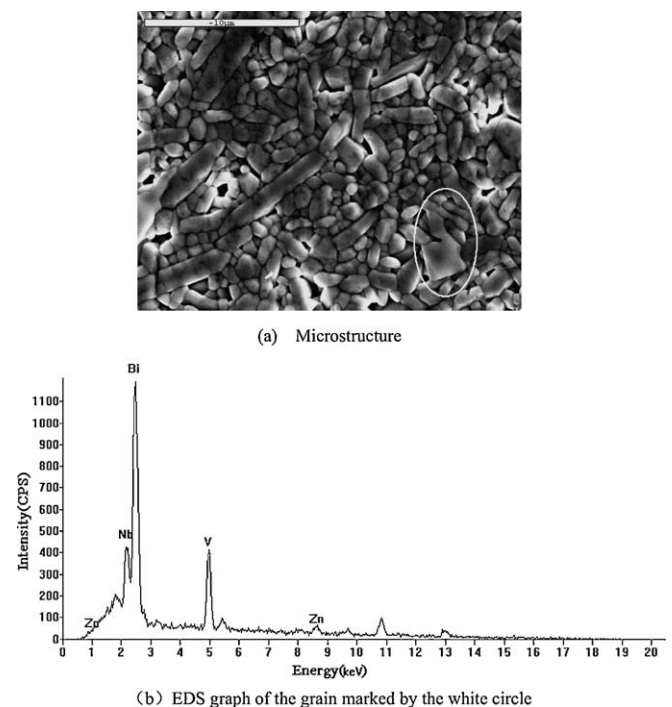 -10µm
(a) Microstructure
Bi
1100
1000
900
800
700
600
500
400
300
200
100
0
Intensity(CPS)
Nb
V
Zn
Zn
0 1 2 3 4 5 6 7 8 9 10 11 12 13 14 15 16 17 18 19 20
Energy(keV)
（b）EDS graph of the grain marked by the white circle